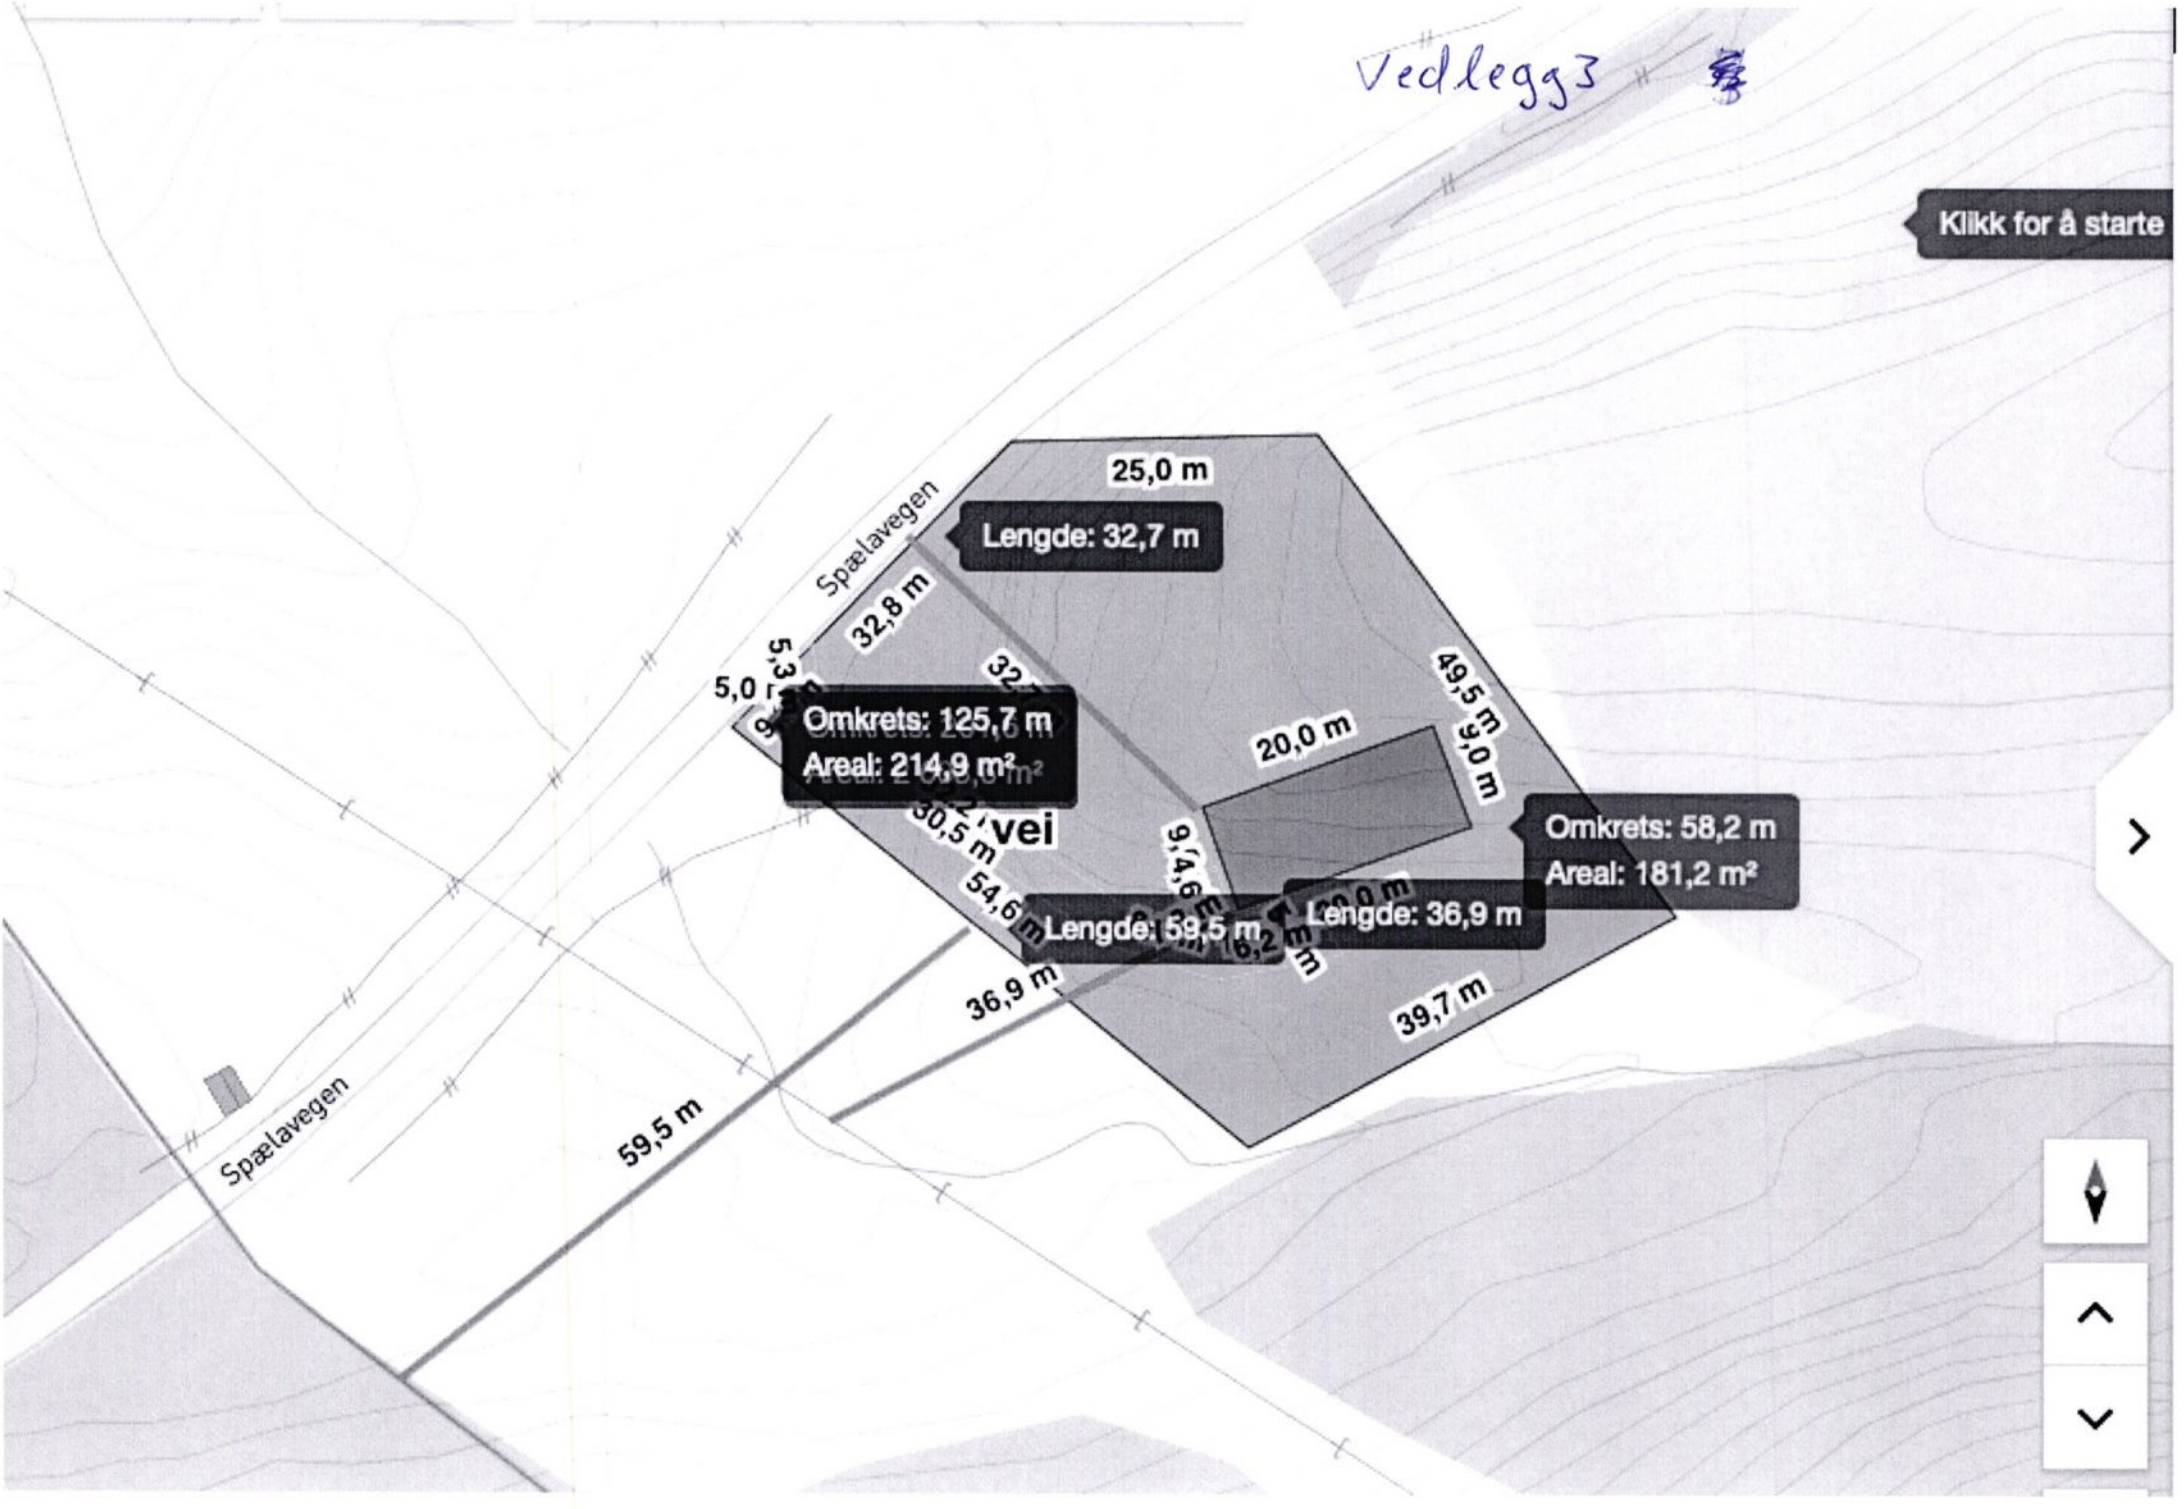 Vedlegg 3
Klikk for å starte
25,0 m
Spælavegen
Lengde: 32,7 m
32,8 m
5,0
Omkrets: 125,7 m
Areal: 214,9 m²
49,5 m
20,0 m
9,0 m
30,5 m
vei
Omkrets: 58,2 m
Areal: 181,2 m²
54,6 m
Lengde: 59,5 m
Lengde: 36,9 m
36,9 m
39,7 m
59,5 m
Spælavegen